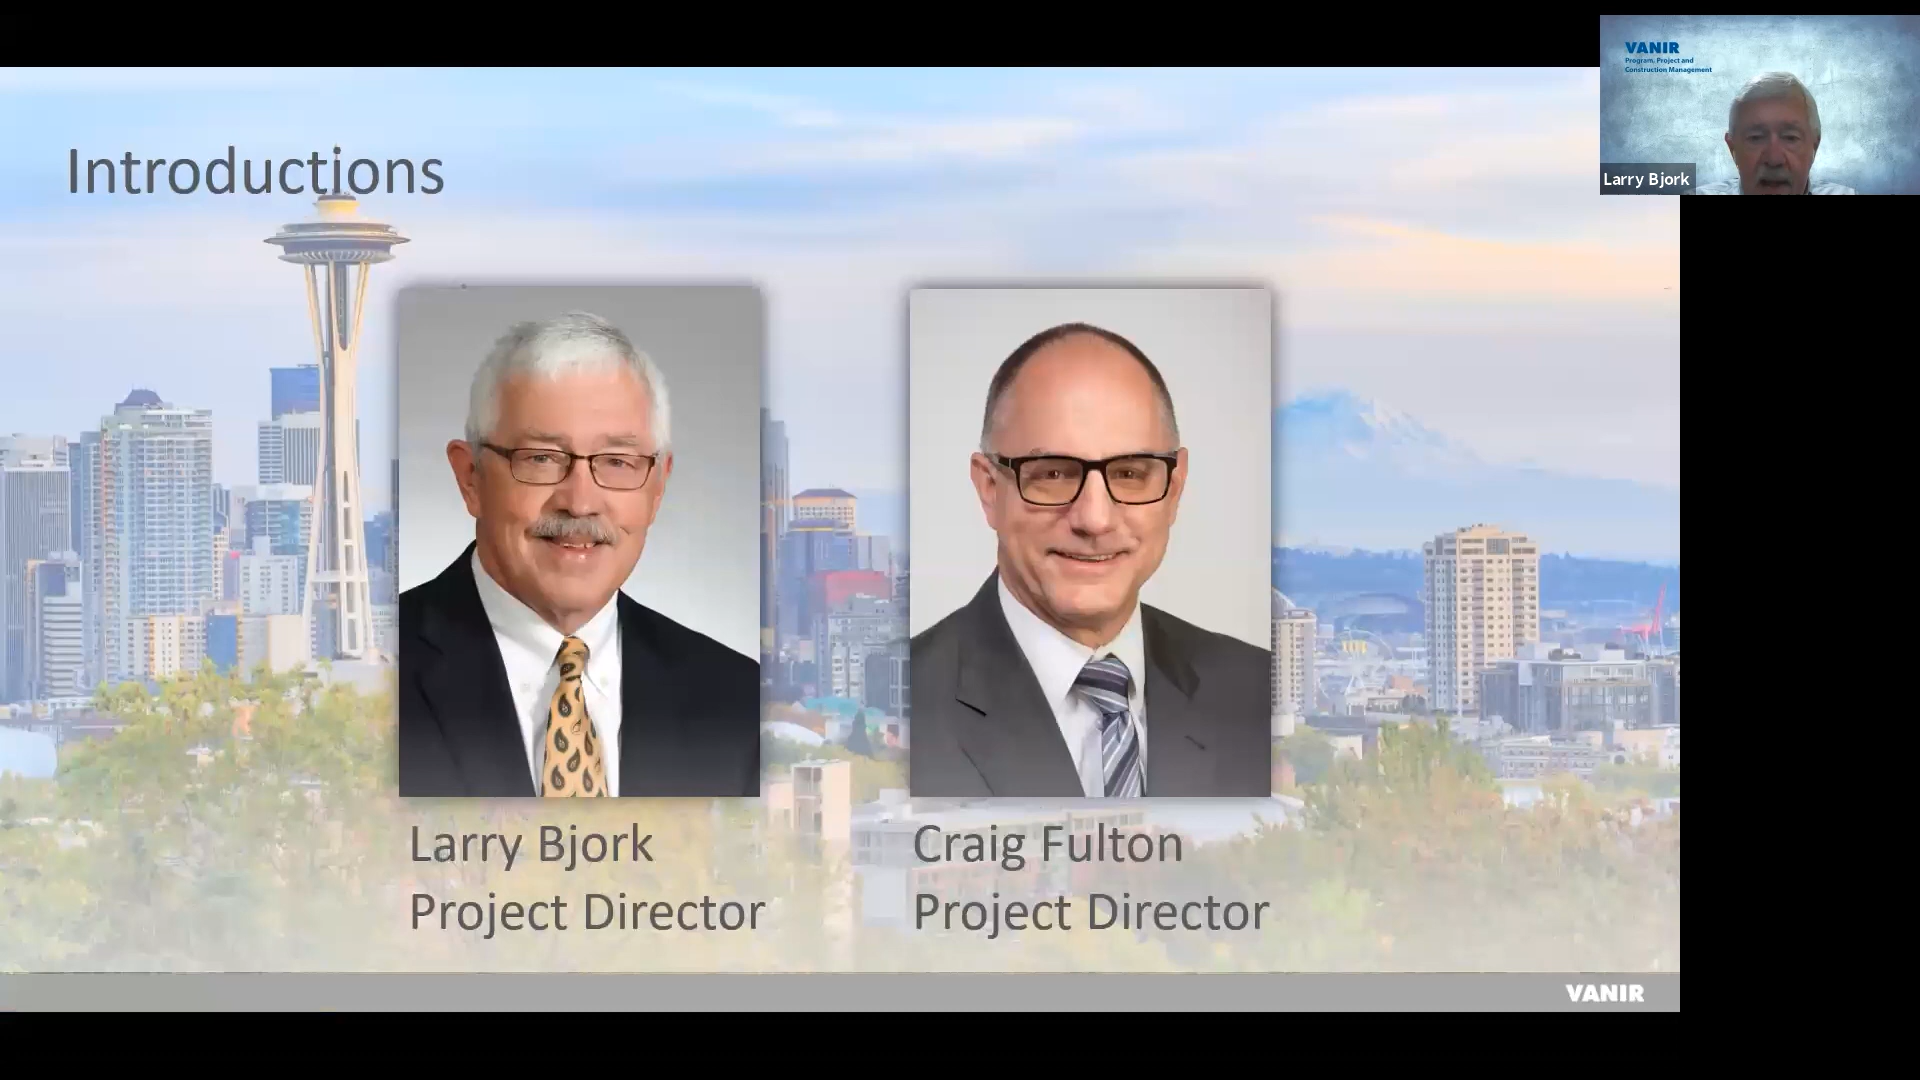 VANIR
Program, Project and
Construction Management
Larry Bjork
Introductions
Larry Bjork
Project Director
Craig Fulton
Project Director
VANIR